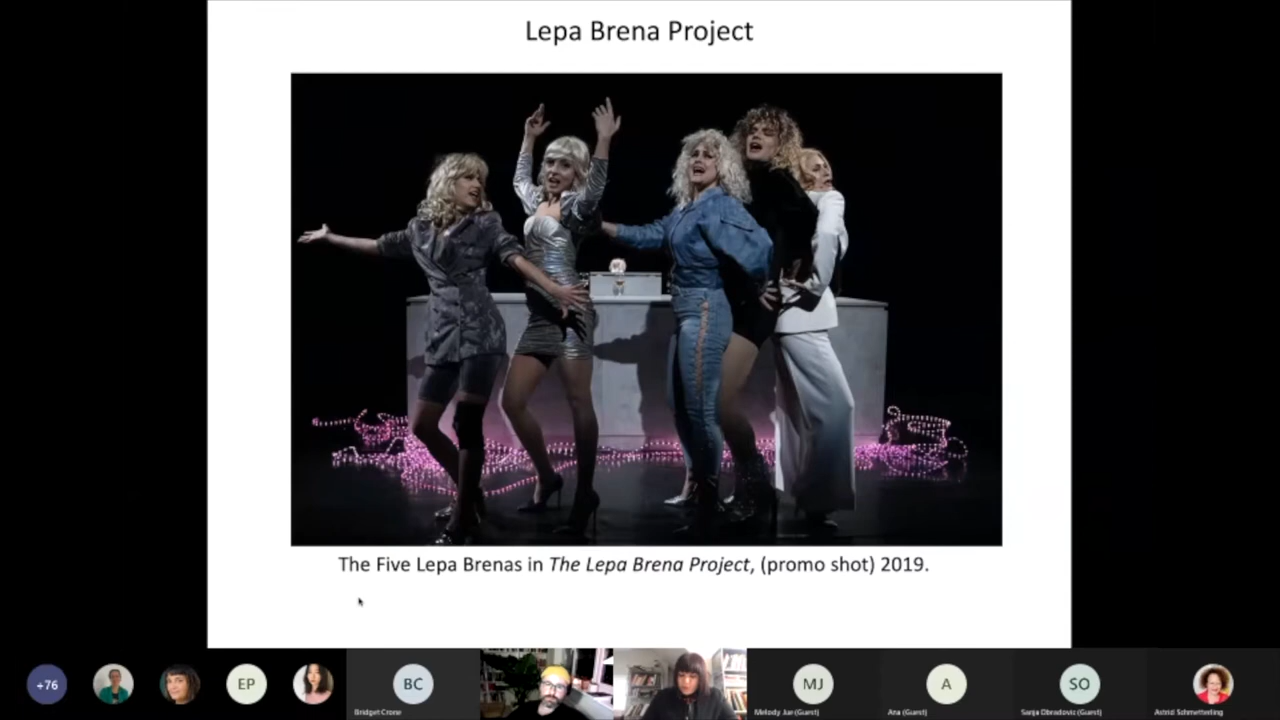 Lepa Brena Project
The Five Lepa Brenas in The Lepa Brena Project, (promo shot) 2019.
+76
EP
BC
MJ
A
SO
Bridget Crone
Melody Jue (Guest)
Ana (Guest)
Sanja Obradovic (Guest)
Astrid Schmetterling